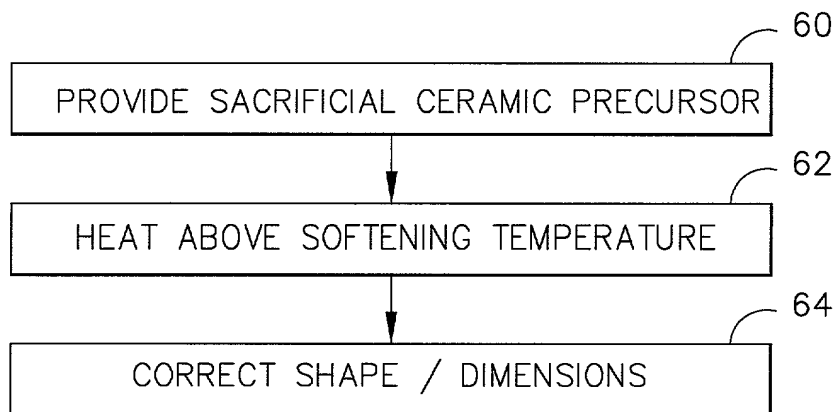 60
PROVIDE SACRIFICIAL CERAMIC PRECURSOR
62
HEAT ABOVE SOFTENING TEMPERATURE
64
CORRECT SHAPE / DIMENSIONS